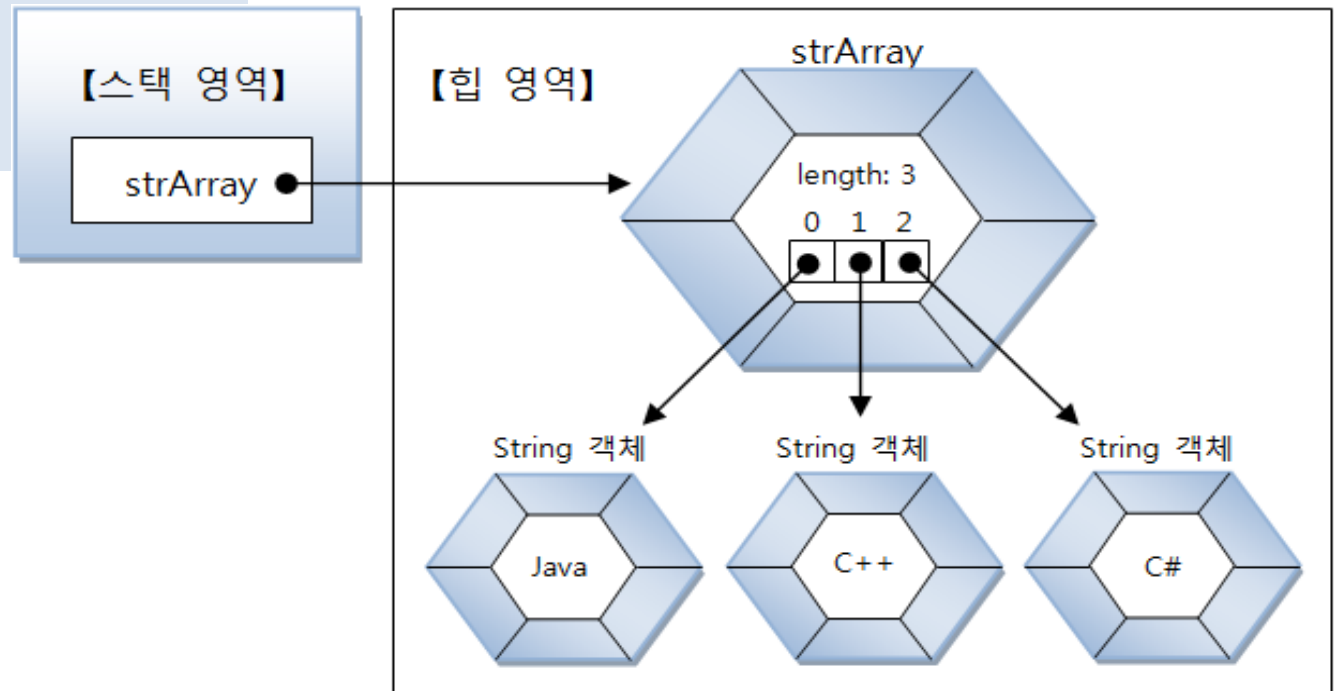 【스택 영역】
strArray
【힙 영역】
strArray
length: 3
0 1 2
String 객체
String 객체
String 객체
Java
C++
C#